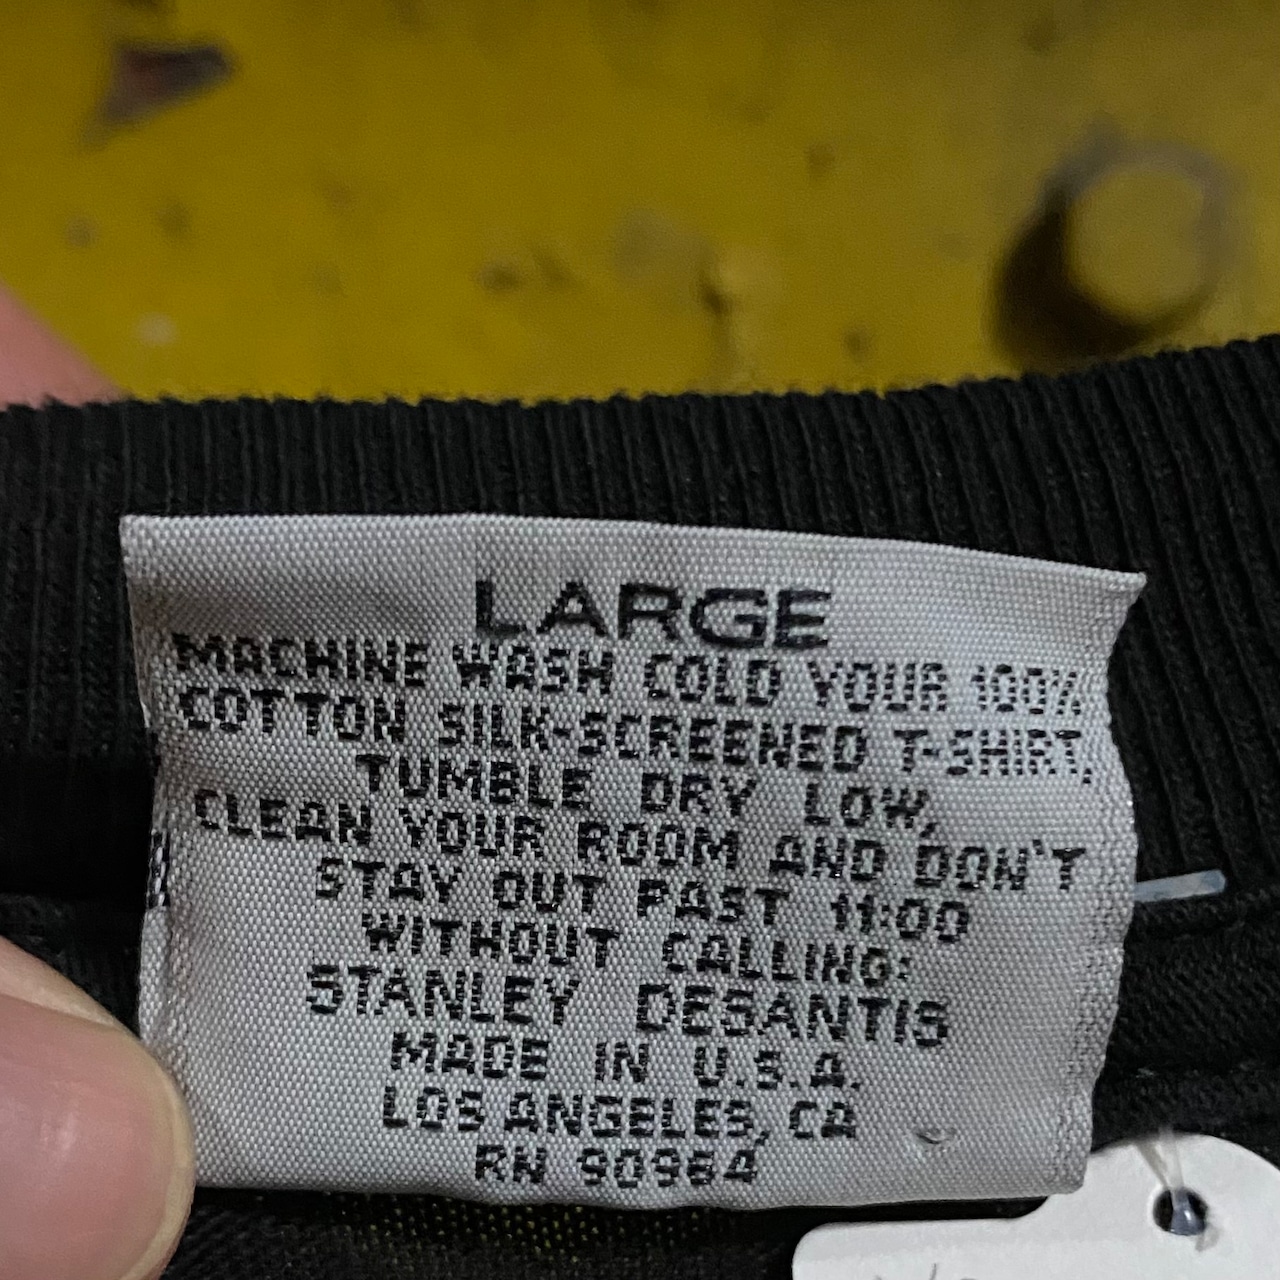 LARGE
MACHINE WASH COLD YOUR 100%
COTTON SILK-SCREENED T-SHIRT,
TUMBLE DRY LOW,
CLEAN YOUR ROOM AND DON'T
STAY OUT PAST 11:00
WITHOUT CALLING:
STANLEY DESANTIS
MADE IN U.S.A.
LOS ANGELES, CA
RN 90964